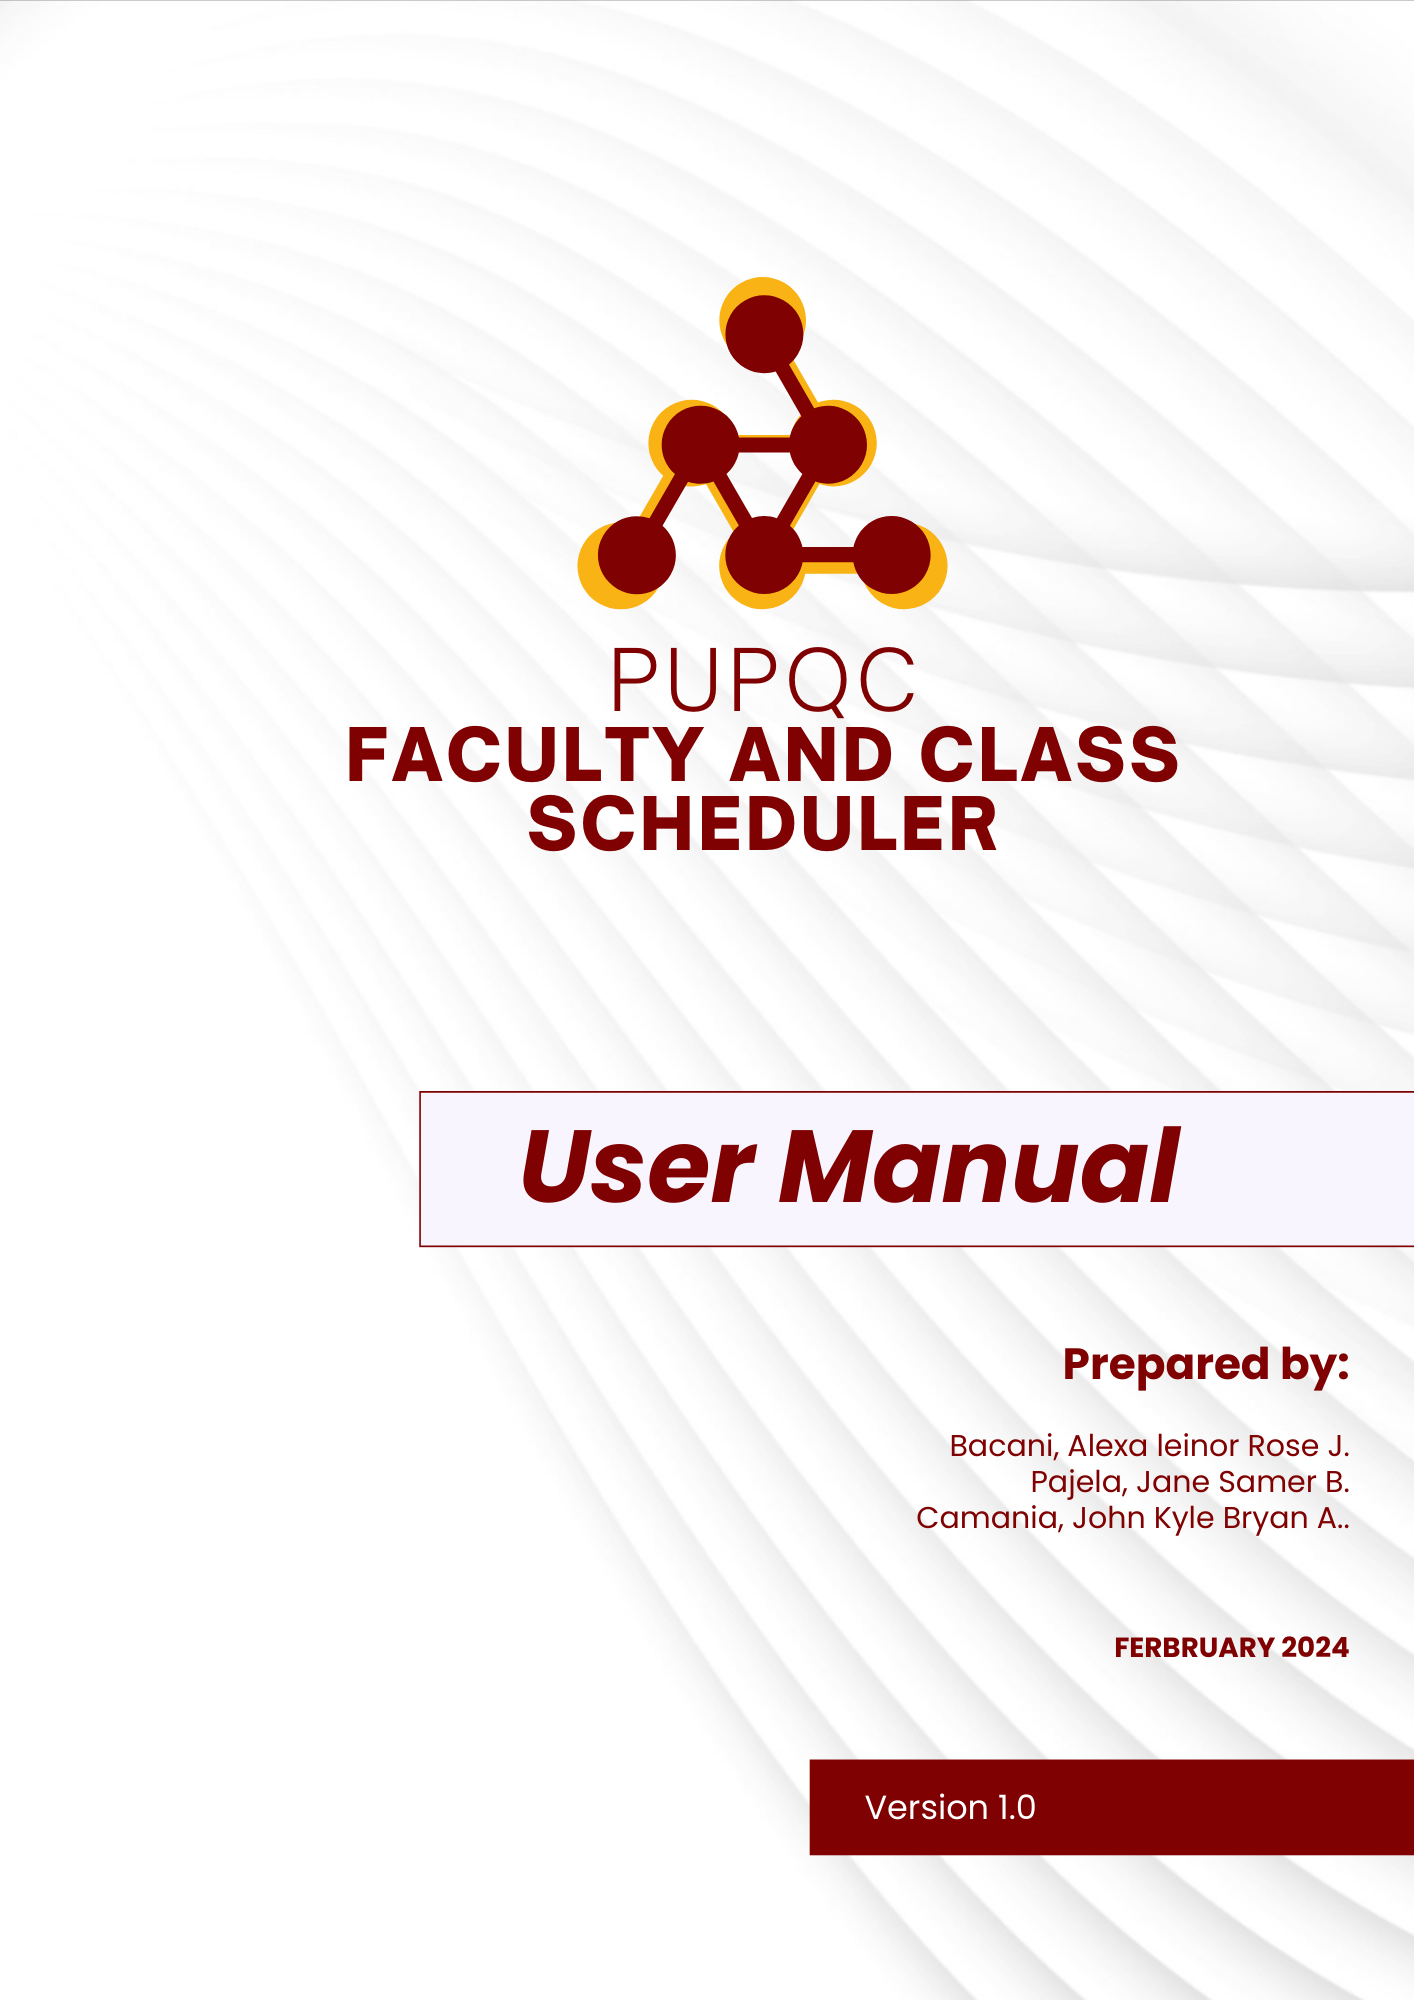 PUPQC
FACULTY AND CLASS
SCHEDULER
User Manual
Prepared by:
Bacani, Alexa leinor Rose J.
Pajela, Jane Samer B.
Camania, John Kyle Bryan A..
FERBRUARY 2024
Version 1.0